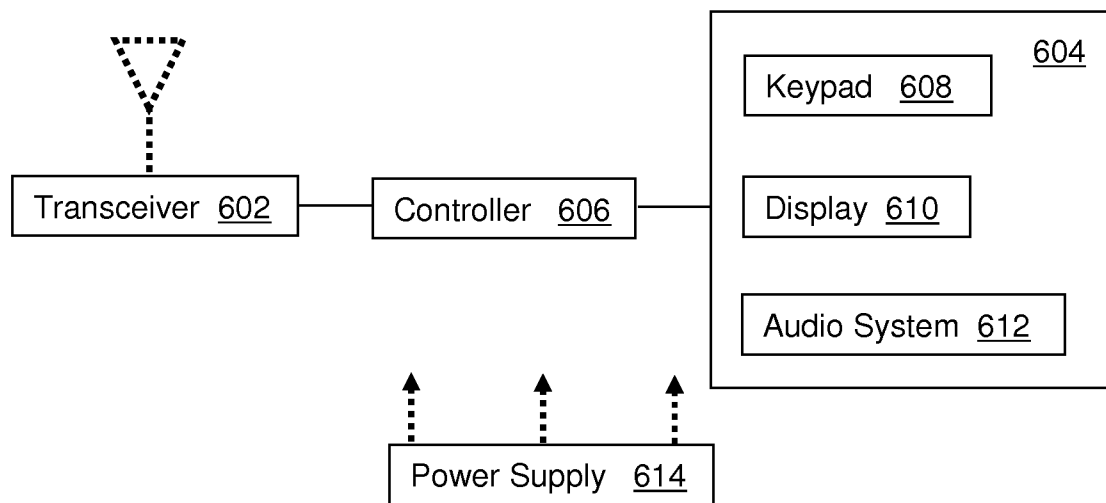 604
Keypad 608
Transceiver 602
Controller 606
Display 610
Audio System 612
Power Supply 614